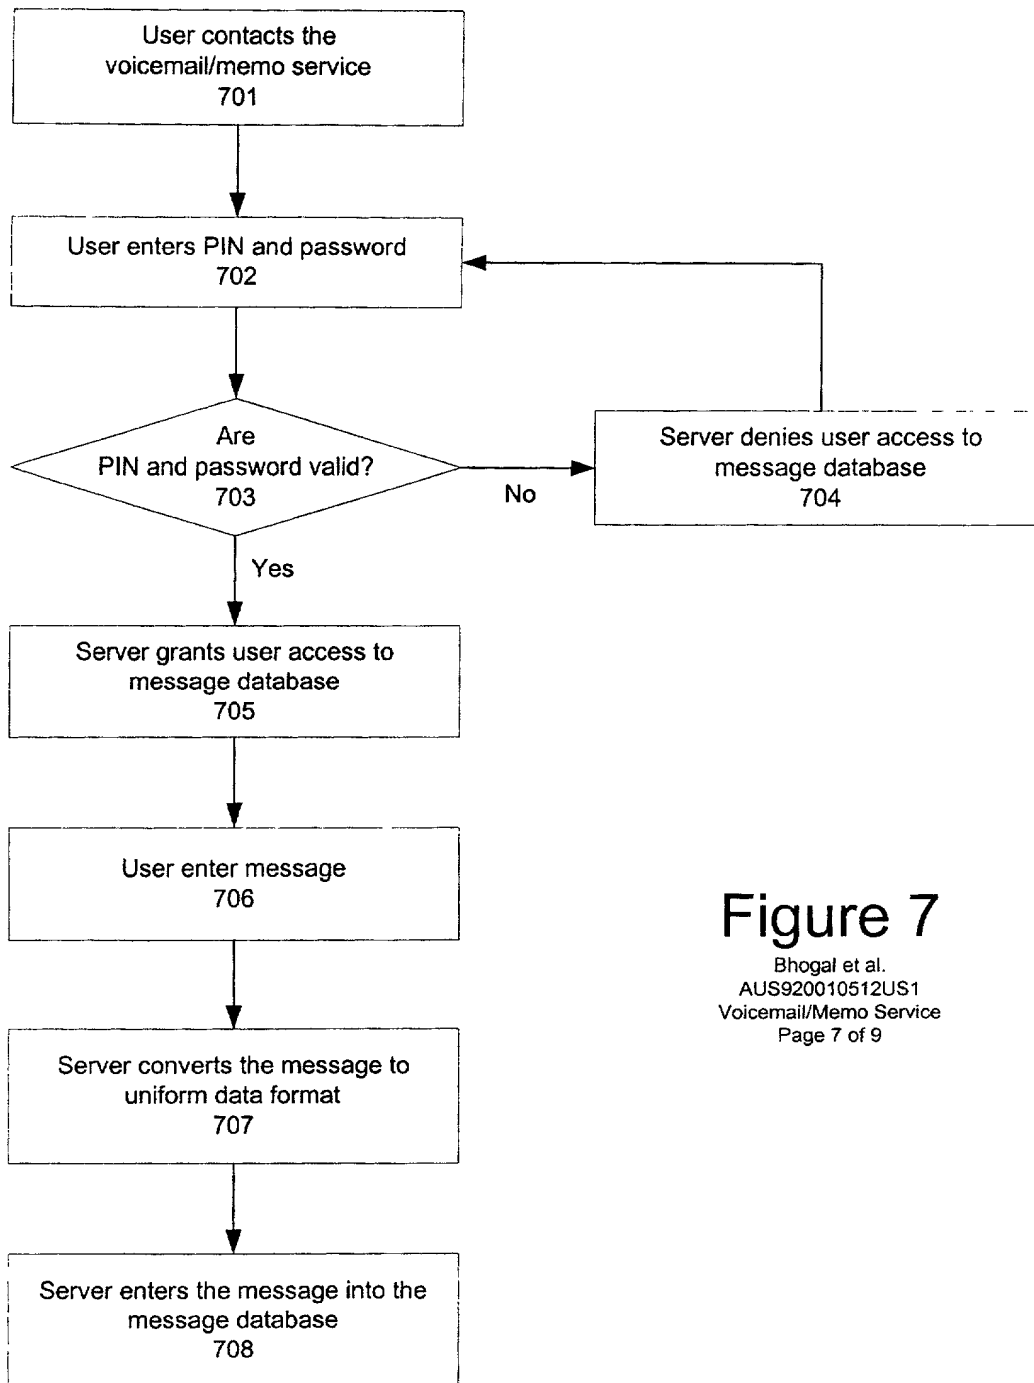 User contacts the
voicemail/memo service
701
User enters PIN and password
702
Are
PIN and password valid?
703
No
Server denies user access to
message database
704
Yes
Server grants user access to
message database
705
User enter message
706
Server converts the message to
uniform data format
707
Server enters the message into the
message database
708
Figure 7
Bhogal et al.
AUS920010512US1
Voicemail/Memo Service
Page 7 of 9